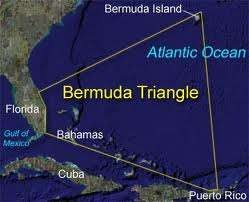 Bermuda Island
Atlantic Ocean
Bermuda Triangle
Florida
Gulf of
Mexico
Bahamas
Cuba
Puerto Rico